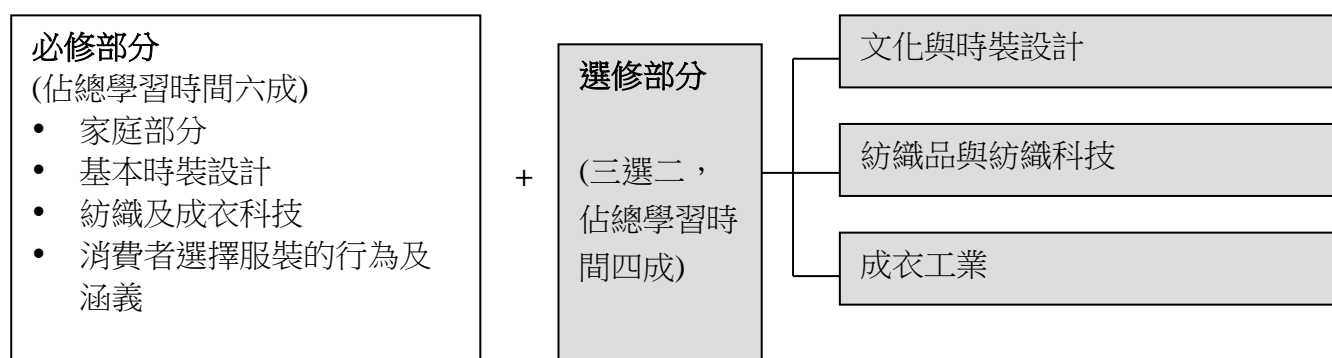 必修部分
(佔總學習時間六成)
• 家庭部分
• 基本時裝設計
• 紡織及成衣科技
• 消費者選擇服裝的行為及
涵義
+
選修部分
(三選二，
佔總學習時
間四成)
文化與時裝設計
紡織品與紡織科技
成衣工業